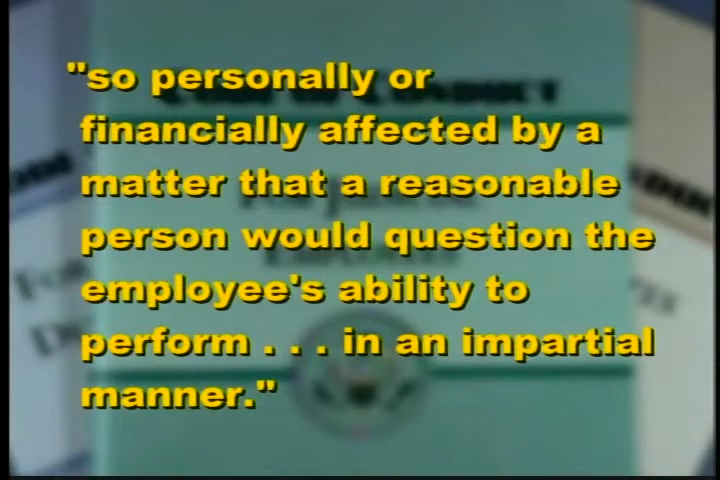 "so personally or
financially affected by a
matter that a reasonable
person would question the
employee's ability to
perform . . . in an impartial
manner."